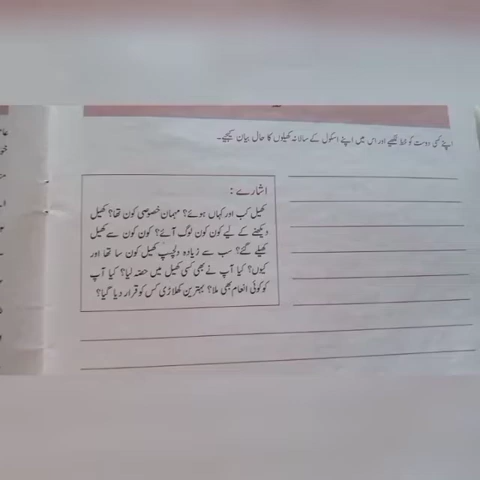 اپنے کسی دوست کو خط لکھیے اور اس میں اپنے اسکول کے سالانہ کھیلوں کا حال بیان کیجیے۔
اشارے :
کھیل کب اور کہاں ہوئے؟ مہمان خصوصی کون تھا؟ کھیل
دیکھنے کے لیے کون کون لوگ آئے؟ کون کون سے کھیل
کھیلے گئے؟ سب سے زیادہ دلچسپ کھیل کون سا تھا اور
کیوں؟ کیا آپ نے بھی کسی کھیل میں حصّہ لیا؟ کیا آپ
کو کوئی انعام بھی ملا؟ بہترین کھلاڑی کس کو قرار دیا گیا؟